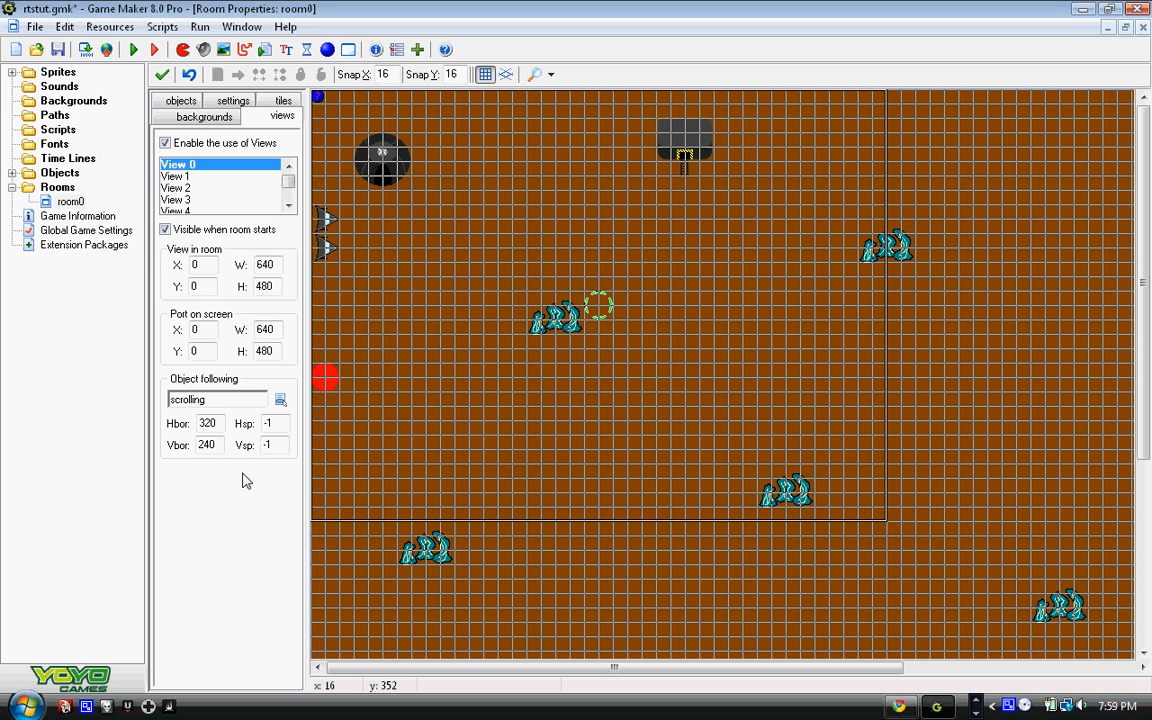 rtstut.gmk* - Game Maker 8.0 Pro - [Room Properties: room0]
File Edit Resources Scripts Run Window Help
Snap X: 16 Snap Y: 16
Sprites
Sounds
Backgrounds
Paths
Scripts
Fonts
Time Lines
Objects
Rooms
room0
Game Information
Global Game Settings
Extension Packages
objects settings tiles
backgrounds views
Enable the use of Views
View 0
View 1
View 2
View 3
View 4
Visible when room starts
View in room
X: 0 W: 640
Y: 0 H: 480
Port on screen
X: 0 W: 640
Y: 0 H: 480
Object following
scrolling
Hbor: 320 Hsp: -1
Vbor: 240 Vsp: -1
x: 16 y: 352
YOYO
GAMES
7:59 PM